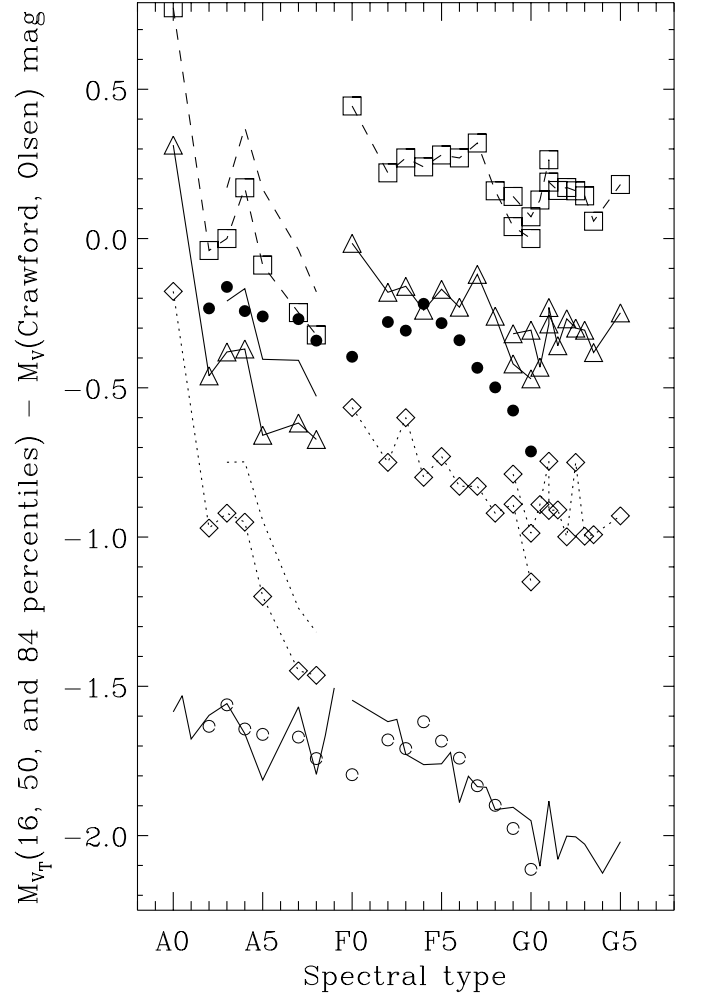 M_{V_T}(16, 50, and 84 percentiles) − M_V(Crawford, Olsen) mag
0.5
0.0
−0.5
−1.0
−1.5
−2.0
A0 A5 F0 F5 G0 G5
Spectral type